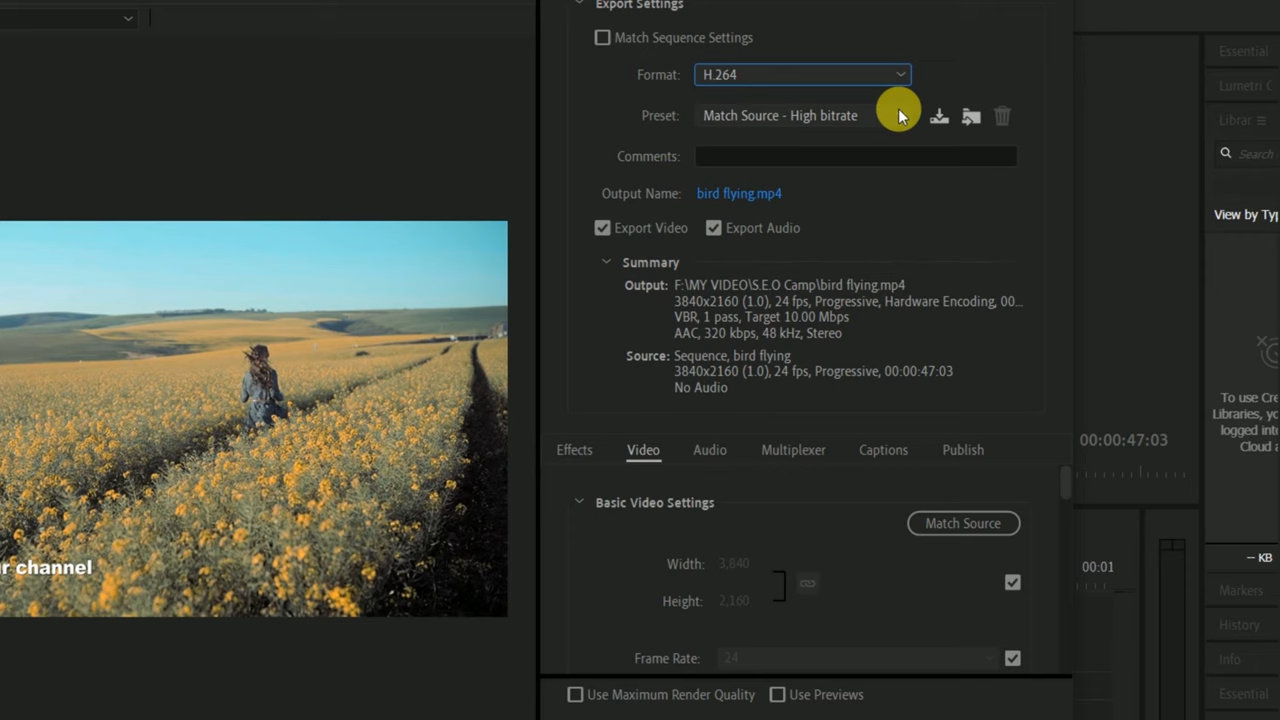 Export Settings
Match Sequence Settings
Format: H.264
Preset: Match Source - High bitrate
Comments:
Output Name: bird flying.mp4
Export Video Export Audio
Summary
Output: F:\MY VIDEO\S.E.O Camp\bird flying.mp4
3840x2160 (1.0), 24 fps, Progressive, Hardware Encoding, 00...
VBR, 1 pass, Target 10.00 Mbps
AAC, 320 kbps, 48 kHz, Stereo
Source: Sequence, bird flying
3840x2160 (1.0), 24 fps, Progressive, 00:00:47:03
No Audio
Effects Video Audio Multiplexer Captions Publish
Basic Video Settings
Match Source
Width: 3,840
Height: 2,160
Frame Rate: 24
Use Maximum Render Quality Use Previews
r channel
00:00:47:03
00:01
Essential
Lumetri C
Librar
Search
View by Typ
To use Cre
Libraries, yo
logged into
Cloud a
-- KB
Markers
History
Info
Essential